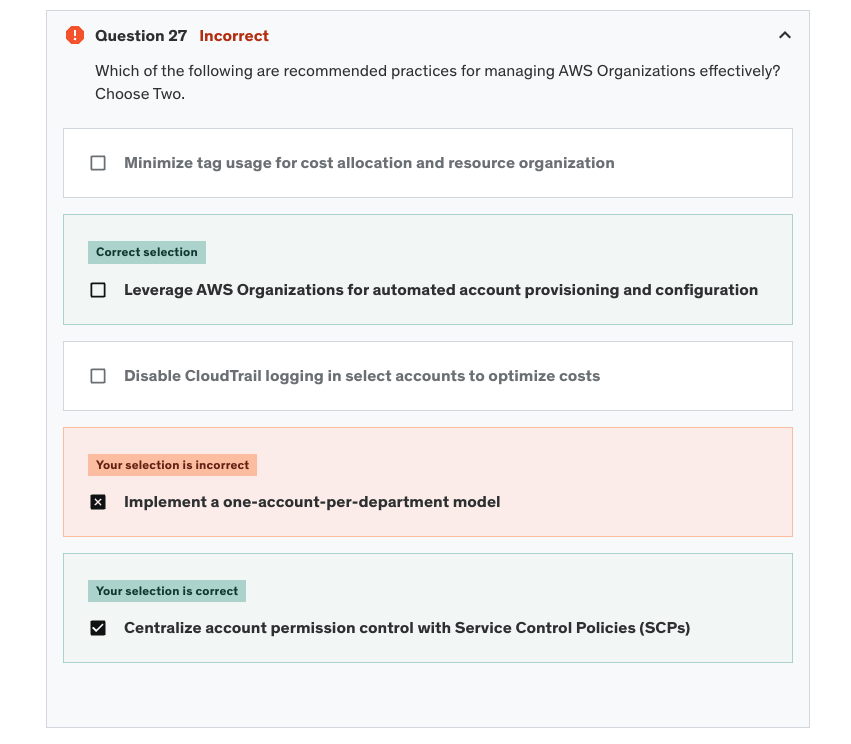 Question 27 Incorrect
Which of the following are recommended practices for managing AWS Organizations effectively?
Choose Two.
Minimize tag usage for cost allocation and resource organization
Correct selection
Leverage AWS Organizations for automated account provisioning and configuration
Disable CloudTrail logging in select accounts to optimize costs
Your selection is incorrect
Implement a one-account-per-department model
Your selection is correct
Centralize account permission control with Service Control Policies (SCPs)